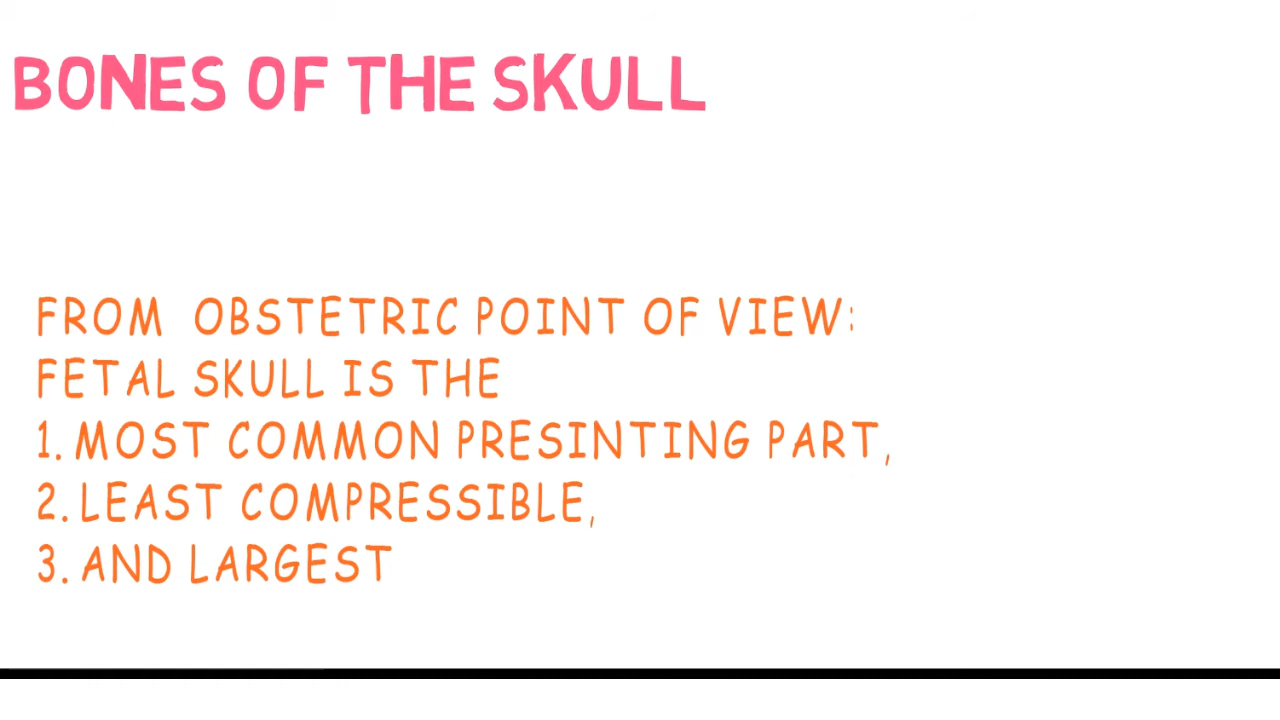 BONES OF THE SKULL
FROM OBSTETRIC POINT OF VIEW:
FETAL SKULL IS THE
1. MOST COMMON PRESINTING PART,
2. LEAST COMPRESSIBLE,
3. AND LARGEST